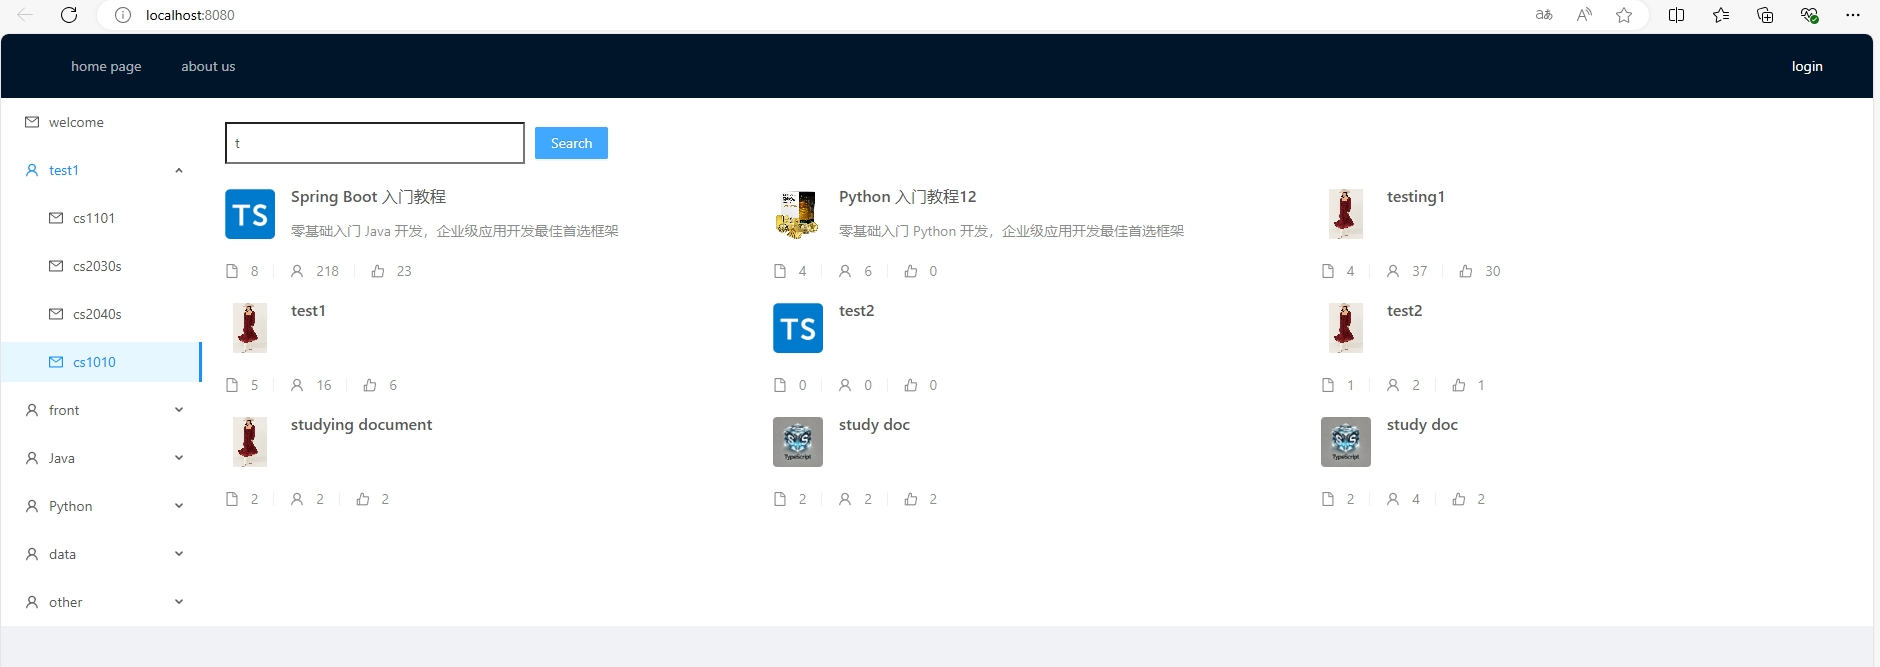 localhost:8080
home page about us login
welcome
test1
cs1101
cs2030s
cs2040s
cs1010
front
Java
Python
data
other
t Search
TS Spring Boot 入门教程
零基础入门 Java 开发，企业级应用开发最佳首选框架
8 218 23
Python 入门教程12
零基础入门 Python 开发，企业级应用开发最佳首选框架
4 6 0
testing1
4 37 30
test1
5 16 6
TS test2
0 0 0
test2
1 2 1
studying document
2 2 2
study doc
TypeScript
2 2 2
study doc
TypeScript
2 4 2